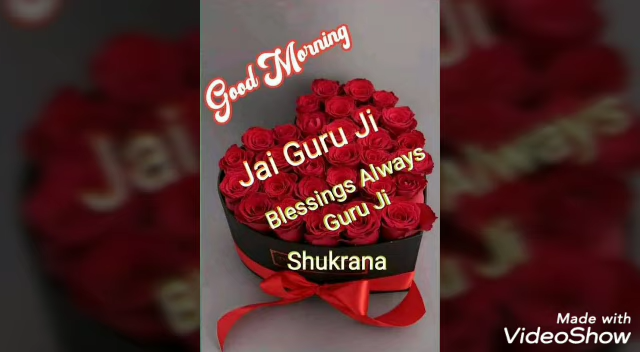 Good Morning
Jai Guru Ji
Blessings Always
Guru Ji
Shukrana
Made with
VideoShow